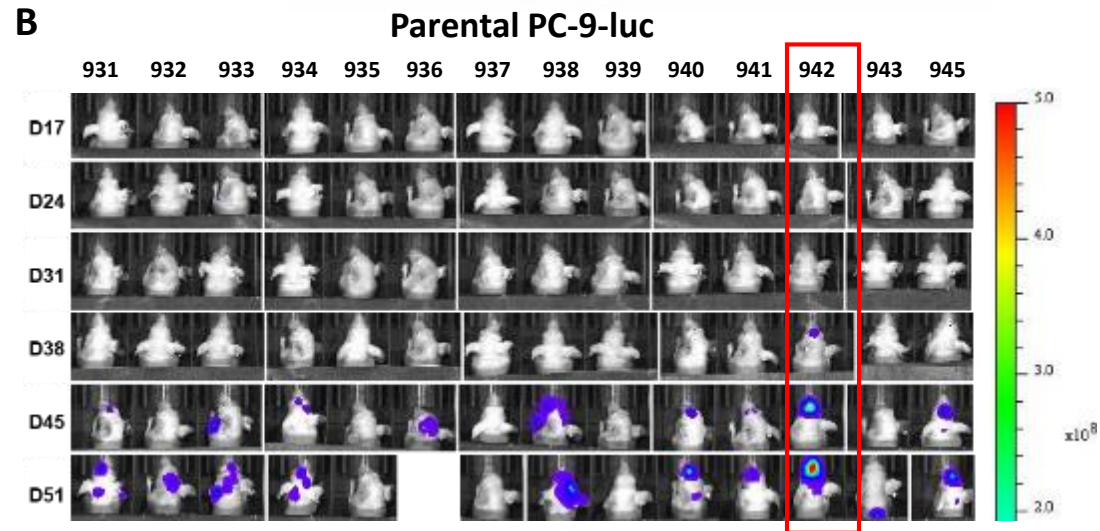 B
Parental PC-9-luc
931 932 933 934 935 936 937 938 939 940 941 942 943 945
D17
D24
D31
D38
D45
D51
5.0
4.0
3.0
x10⁸
2.0